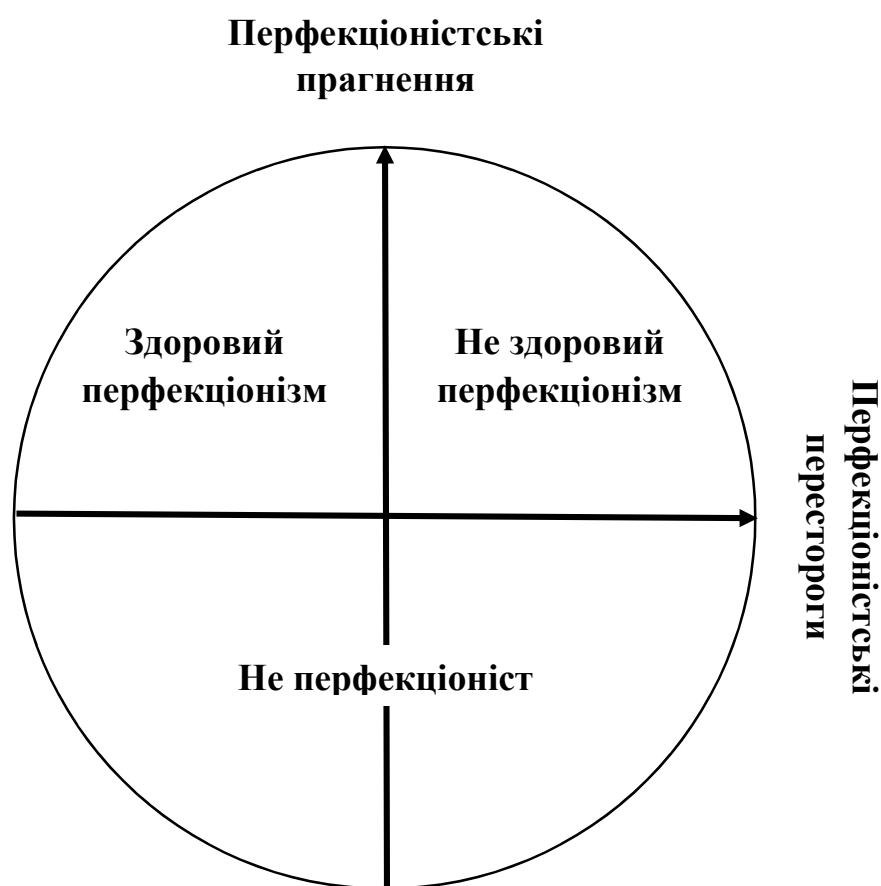 Перфекціоністські
прагнення
Здоровий
перфекціонізм
Не здоровий
перфекціонізм
Перфекціоністські
перестороги
Не перфекціоніст